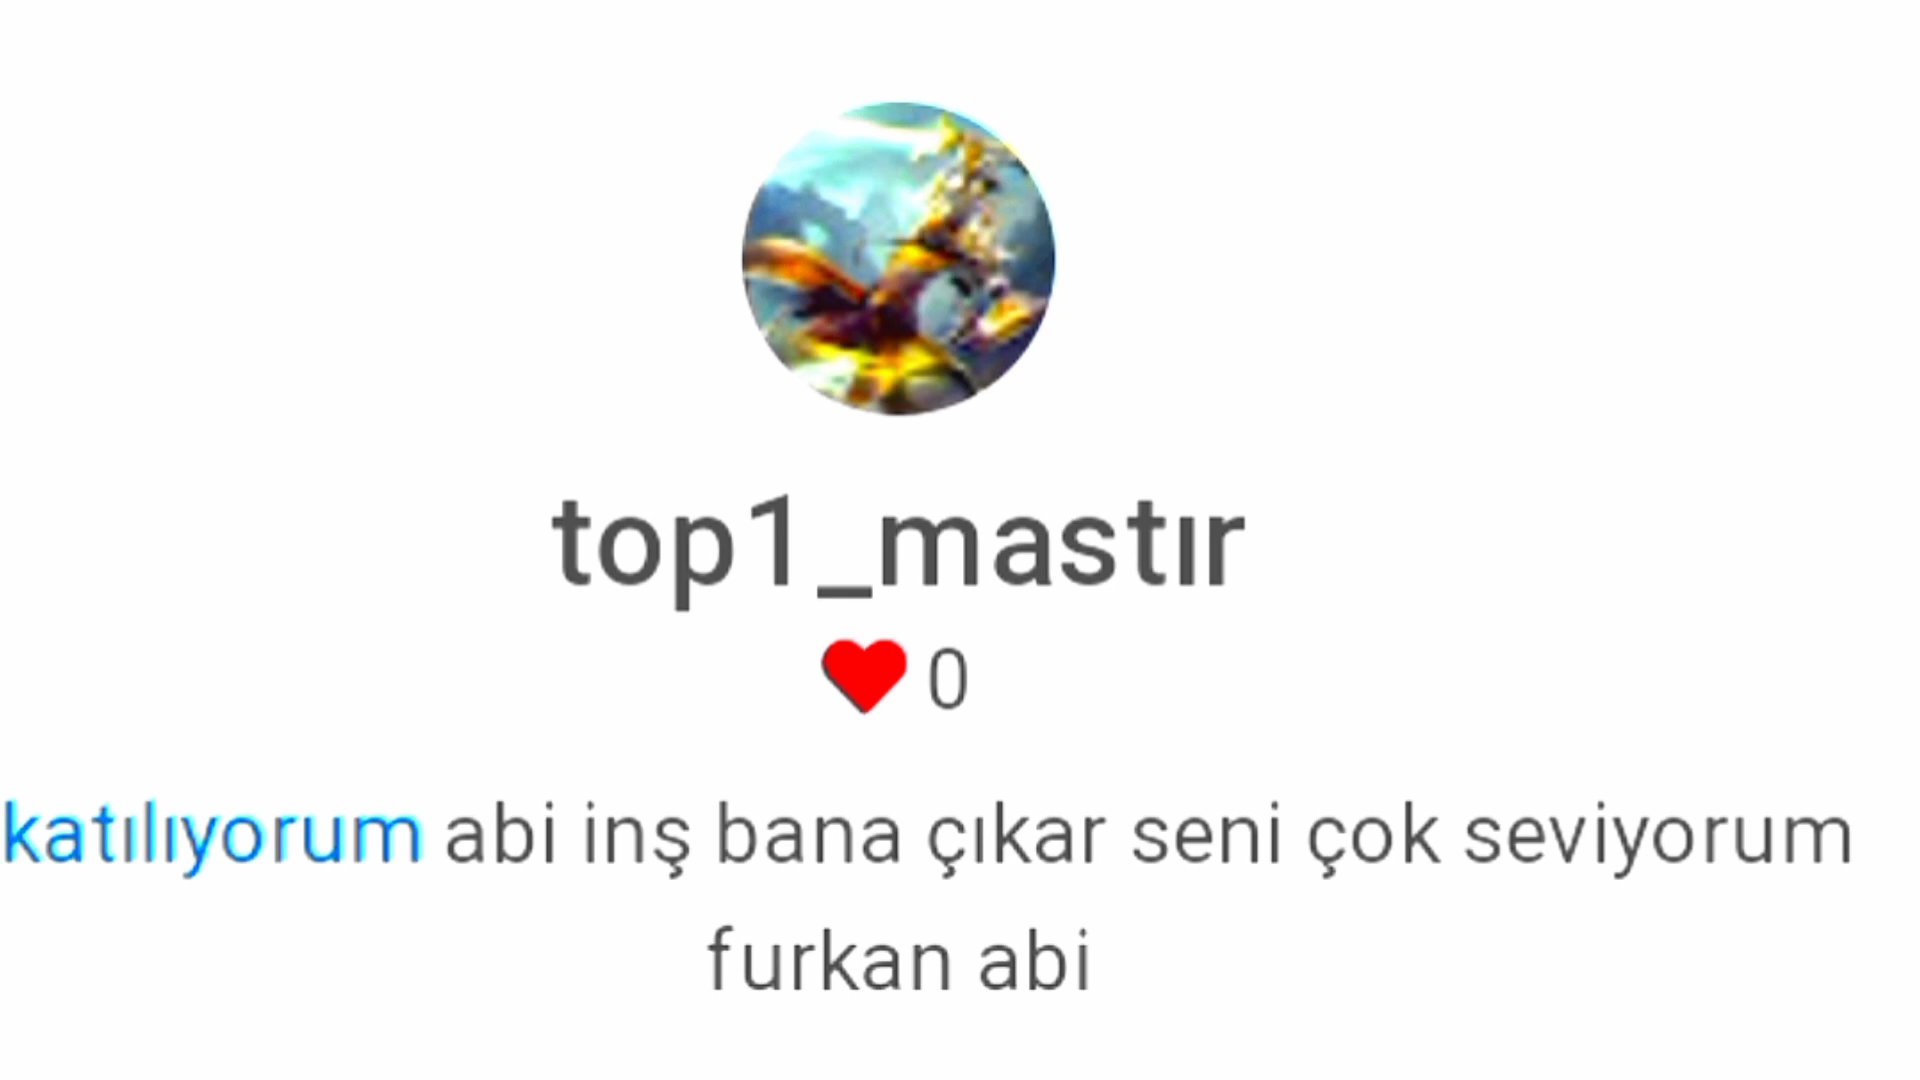 top1_mastır
0
katılıyorum abi inş bana çıkar seni çok seviyorum
furkan abi